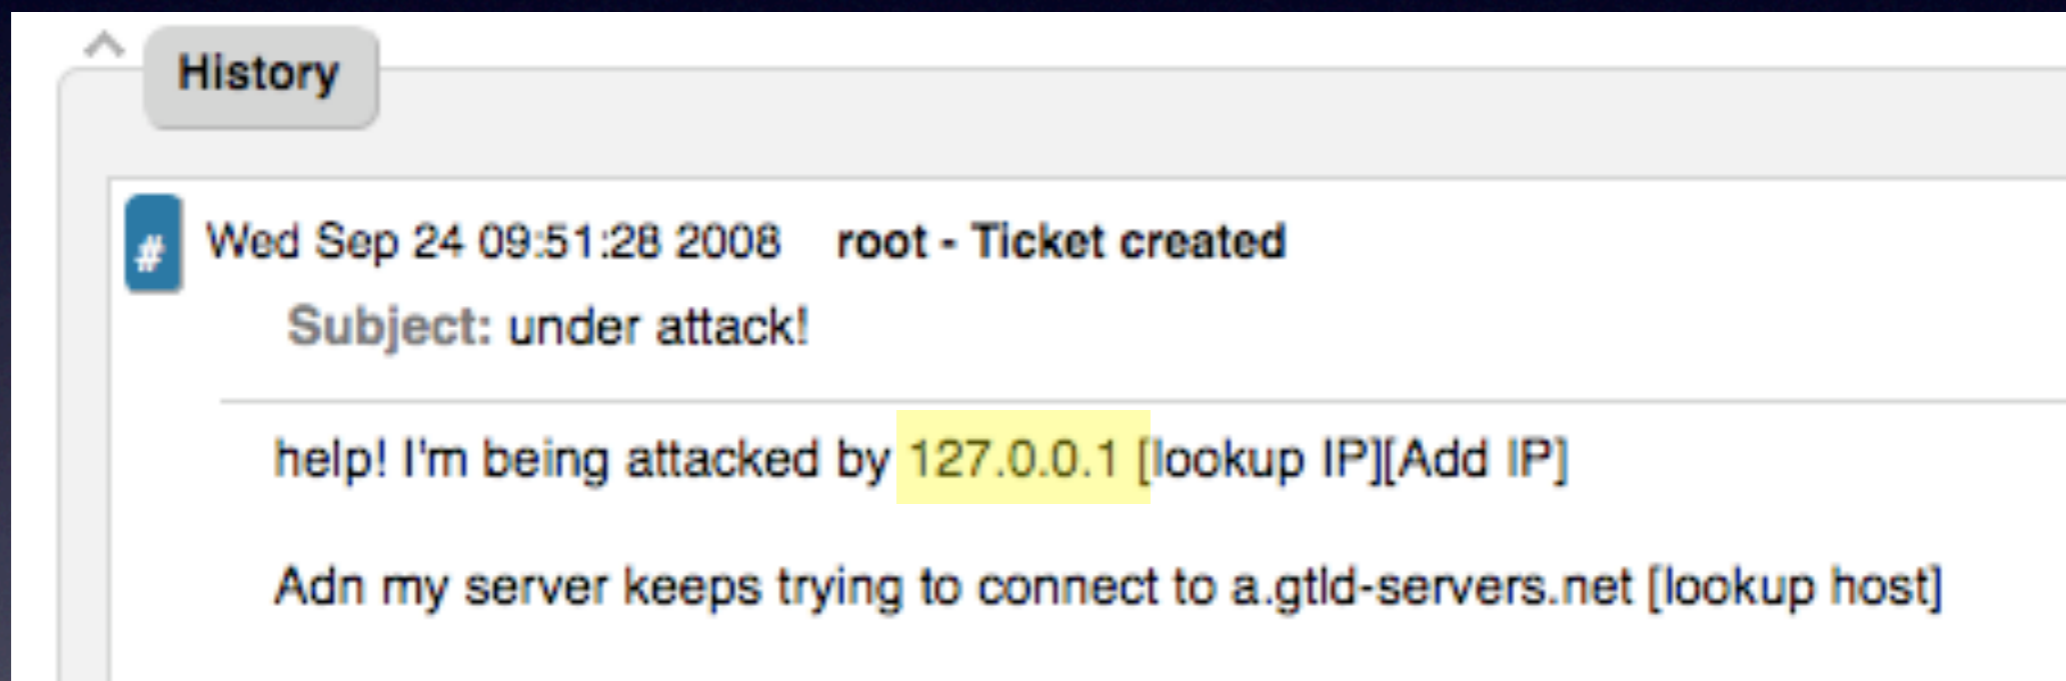 History
# Wed Sep 24 09:51:28 2008 root - Ticket created
Subject: under attack!
help! I'm being attacked by 127.0.0.1 [lookup IP][Add IP]
Adn my server keeps trying to connect to a.gtld-servers.net [lookup host]